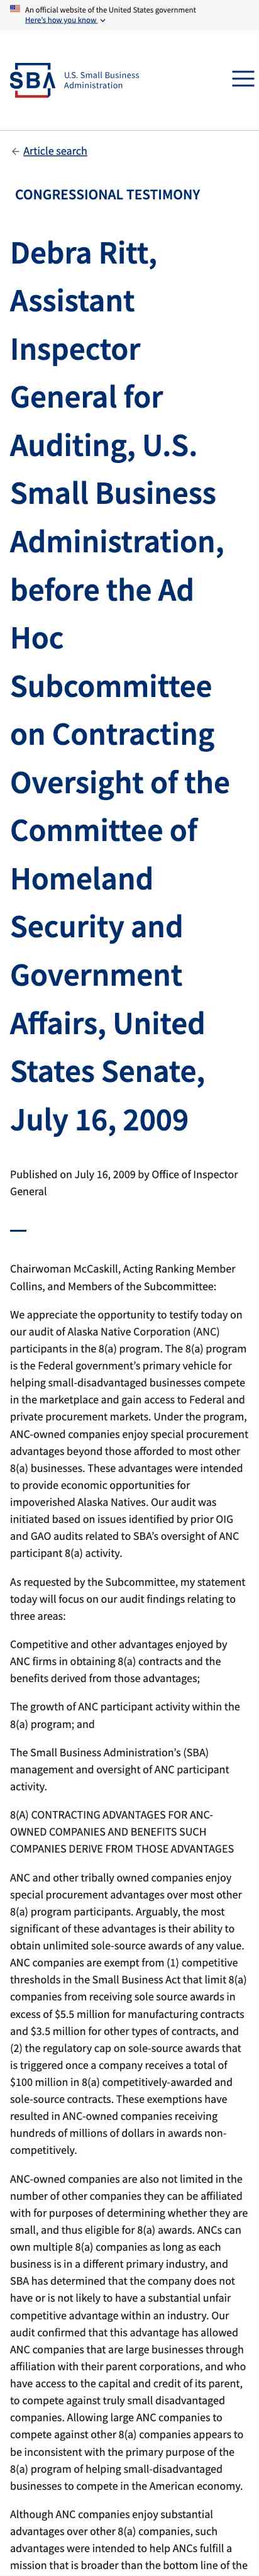 An official website of the United States government
Here's how you know
SBA
U.S. Small Business
Administration
← Article search
CONGRESSIONAL TESTIMONY
Debra Ritt,
Assistant
Inspector
General for
Auditing, U.S.
Small Business
Administration,
before the Ad
Hoc
Subcommittee
on Contracting
Oversight of the
Committee of
Homeland
Security and
Government
Affairs, United
States Senate,
July 16, 2009
Published on July 16, 2009 by Office of Inspector
General
Chairwoman McCaskill, Acting Ranking Member
Collins, and Members of the Subcommittee:
We appreciate the opportunity to testify today on
our audit of Alaska Native Corporation (ANC)
participants in the 8(a) program. The 8(a) program
is the Federal government's primary vehicle for
helping small-disadvantaged businesses compete
in the marketplace and gain access to Federal and
private procurement markets. Under the program,
ANC-owned companies enjoy special procurement
advantages beyond those afforded to most other
8(a) businesses. These advantages were intended
to provide economic opportunities for
impoverished Alaska Natives. Our audit was
initiated based on issues identified by prior OIG
and GAO audits related to SBA's oversight of ANC
participant 8(a) activity.
As requested by the Subcommittee, my statement
today will focus on our audit findings relating to
three areas:
Competitive and other advantages enjoyed by
ANC firms in obtaining 8(a) contracts and the
benefits derived from those advantages;
The growth of ANC participant activity within the
8(a) program; and
The Small Business Administration's (SBA)
management and oversight of ANC participant
activity.
8(A) CONTRACTING ADVANTAGES FOR ANC-
OWNED COMPANIES AND BENEFITS SUCH
COMPANIES DERIVE FROM THOSE ADVANTAGES
ANC and other tribally owned companies enjoy
special procurement advantages over most other
8(a) program participants. Arguably, the most
significant of these advantages is their ability to
obtain unlimited sole-source awards of any value.
ANC companies are exempt from (1) competitive
thresholds in the Small Business Act that limit 8(a)
companies from receiving sole source awards in
excess of $5.5 million for manufacturing contracts
and $3.5 million for other types of contracts, and
(2) the regulatory cap on sole-source awards that
is triggered once a company receives a total of
$100 million in 8(a) competitively-awarded and
sole-source contracts. These exemptions have
resulted in ANC-owned companies receiving
hundreds of millions of dollars in awards non-
competitively.
ANC-owned companies are also not limited in the
number of other companies they can be affiliated
with for purposes of determining whether they are
small, and thus eligible for 8(a) awards. ANCs can
own multiple 8(a) companies as long as each
business is in a different primary industry, and
SBA has determined that the company does not
have or is not likely to have a substantial unfair
competitive advantage within an industry. Our
audit confirmed that this advantage has allowed
ANC companies that are large businesses through
affiliation with their parent corporations, and who
have access to the capital and credit of its parent,
to compete against truly small disadvantaged
companies. Allowing large ANC companies to
compete against other 8(a) companies appears to
be inconsistent with the primary purpose of the
8(a) program of helping small-disadvantaged
businesses to compete in the American economy.
Although ANC companies enjoy substantial
advantages over other 8(a) companies, such
advantages were intended to help ANCs fulfill a
mission that is broader than the bottom line of the